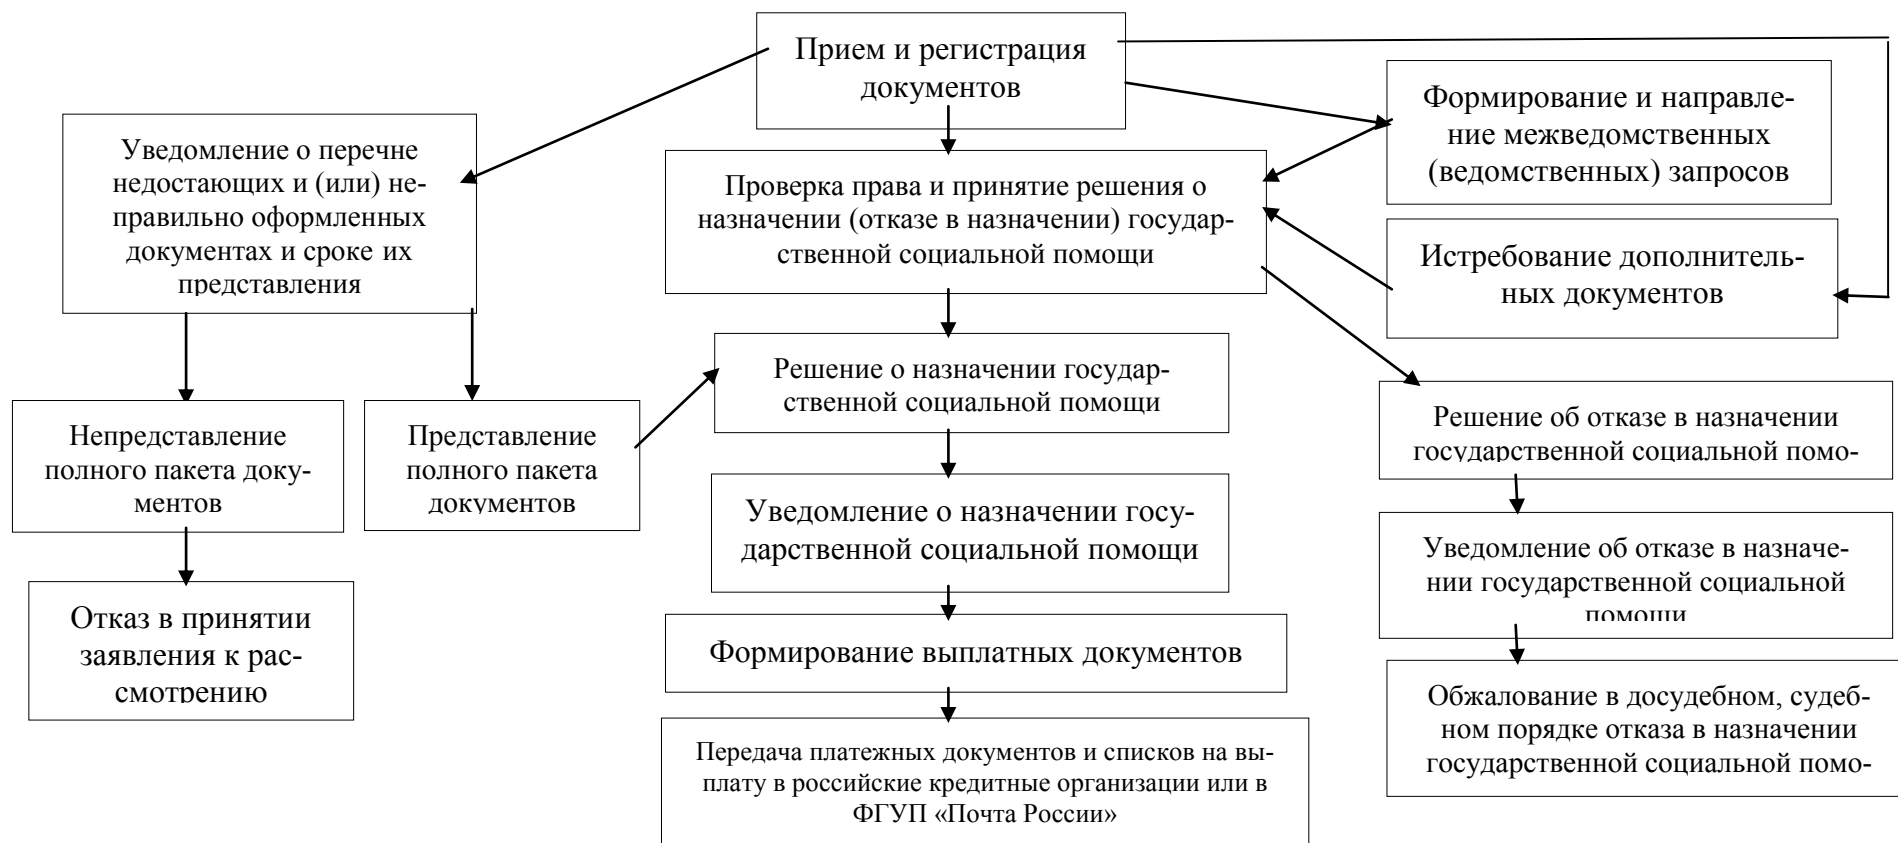 Прием и регистрация
документов
Формирование и направле-
ние межведомственных
(ведомственных) запросов
Уведомление о перечне
недостающих и (или) не-
правильно оформленных
документах и сроке их
представления
Проверка права и принятие решения о
назначении (отказе в назначении) государ-
ственной социальной помощи
Истребование дополнитель-
ных документов
Решение о назначении государ-
ственной социальной помощи
Непредставление
полного пакета доку-
ментов
Представление
полного пакета
документов
Решение об отказе в назначении
государственной социальной помо-
Уведомление о назначении госу-
дарственной социальной помощи
Уведомление об отказе в назначе-
нии государственной социальной
помощи
Отказ в принятии
заявления к рас-
смотрению
Формирование выплатных документов
Обжалование в досудебном, судеб-
ном порядке отказа в назначении
государственной социальной помо-
Передача платежных документов и списков на вы-
плату в российские кредитные организации или в
ФГУП «Почта России»